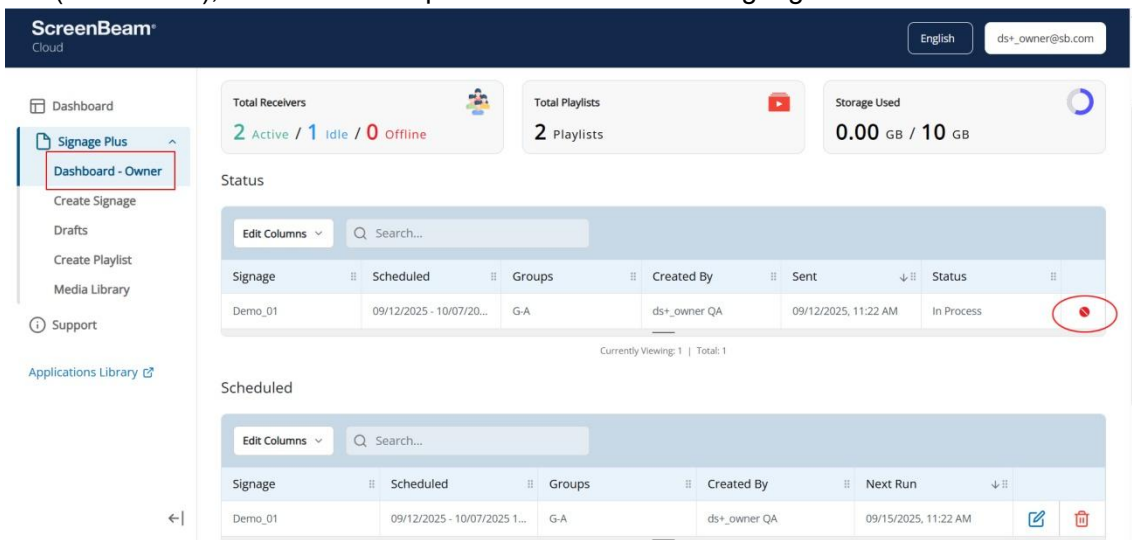 ScreenBeam®
Cloud
English
ds+_owner@sb.com
Dashboard
Signage Plus
Dashboard - Owner
Create Signage
Drafts
Create Playlist
Media Library
Support
Applications Library
Total Receivers
2 Active / 1 Idle / 0 Offline
Total Playlists
2 Playlists
Storage Used
0.00 GB / 10 GB
Status
Edit Columns
Search...
Signage Scheduled Groups Created By Sent Status
Demo_01 09/12/2025 - 10/07/20... G-A ds+_owner QA 09/12/2025, 11:22 AM In Process
Currently Viewing: 1 | Total: 1
Scheduled
Edit Columns
Search...
Signage Scheduled Groups Created By Next Run
Demo_01 09/12/2025 - 10/07/2025 1... G-A ds+_owner QA 09/15/2025, 11:22 AM